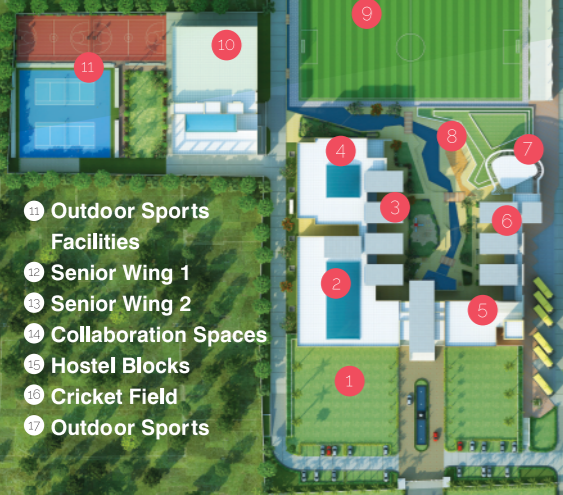 9
10
11
8
7
4
3
6
2
5
1
11 Outdoor Sports
Facilities
12 Senior Wing 1
13 Senior Wing 2
14 Collaboration Spaces
15 Hostel Blocks
16 Cricket Field
17 Outdoor Sports